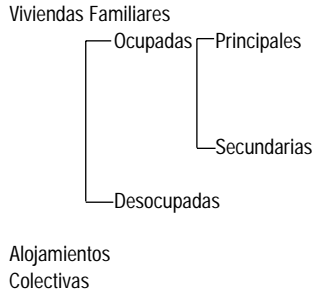 Viviendas Familiares
Ocupadas Principales
Secundarias
Desocupadas
Alojamientos
Colectivas